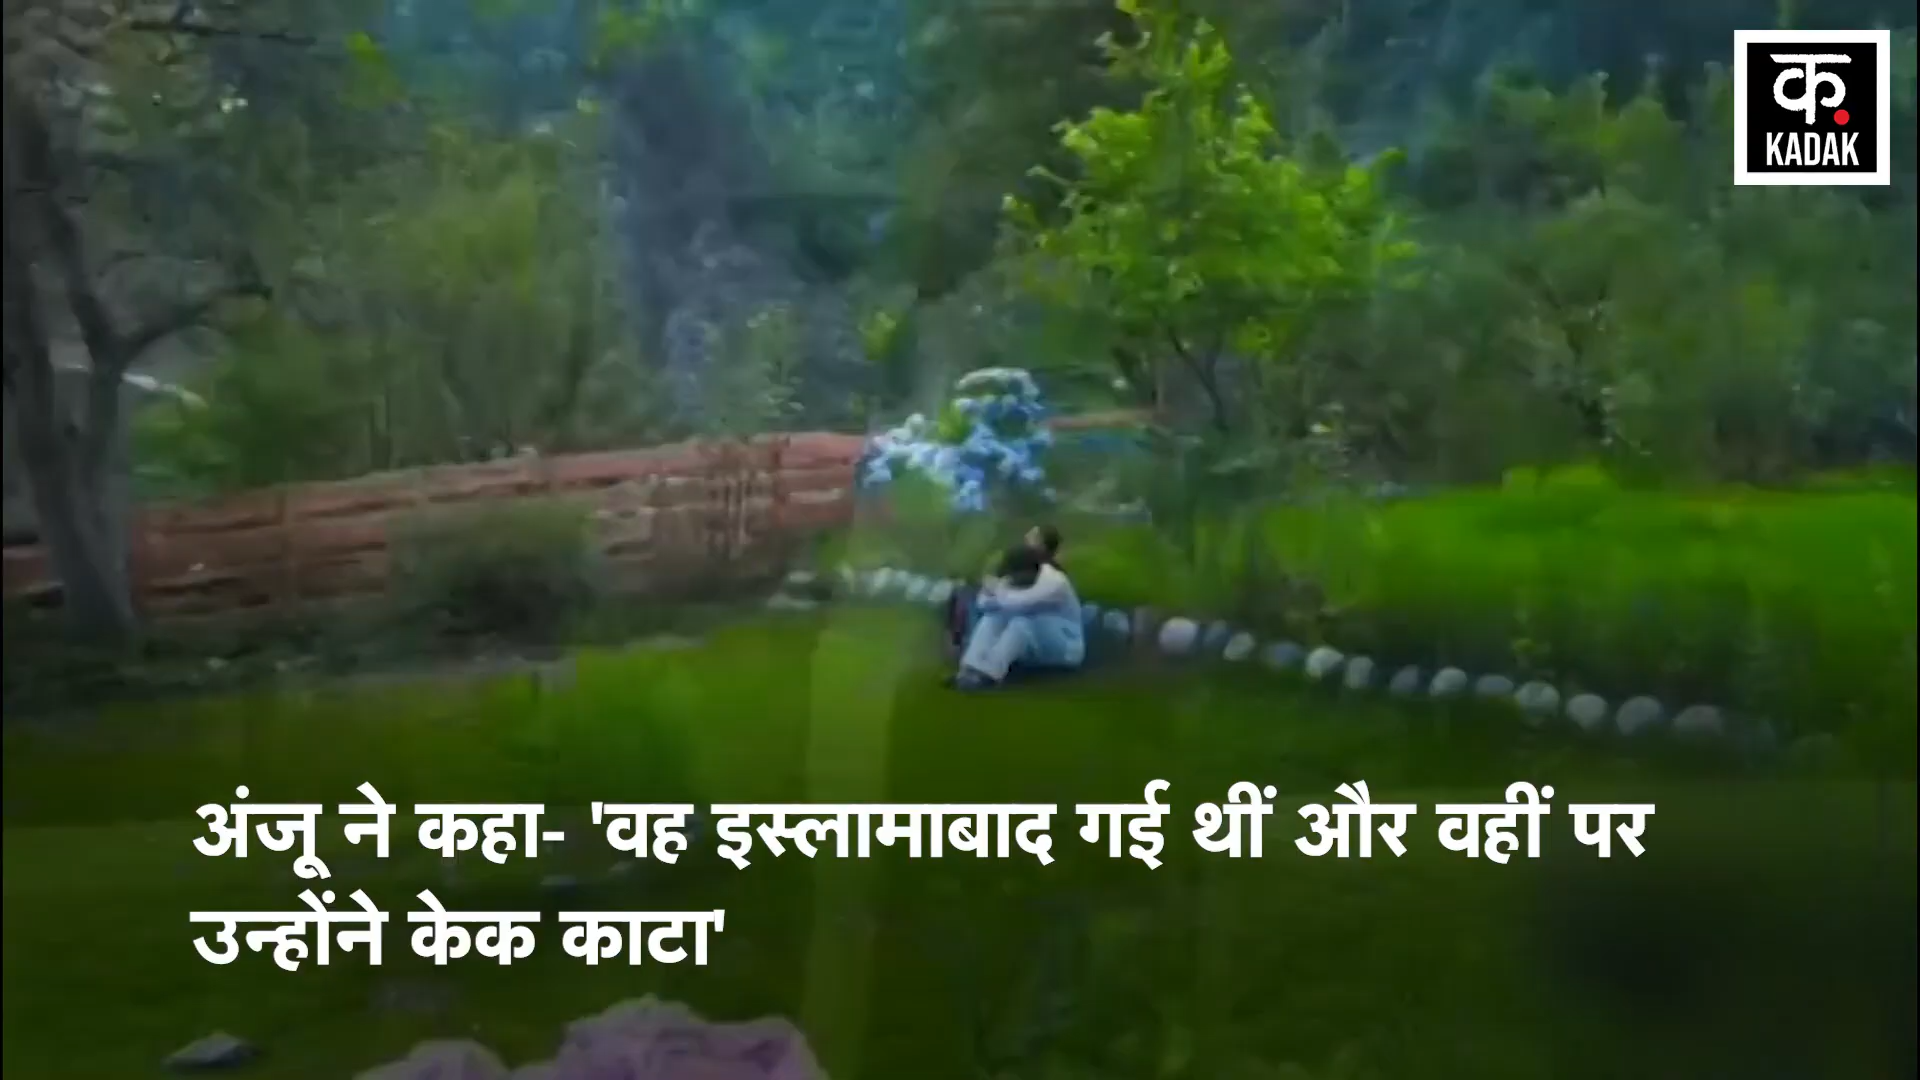 क.
KADAK
अंजू ने कहा- 'वह इस्लामाबाद गई थीं और वहीं पर
उन्होंने केक काटा'